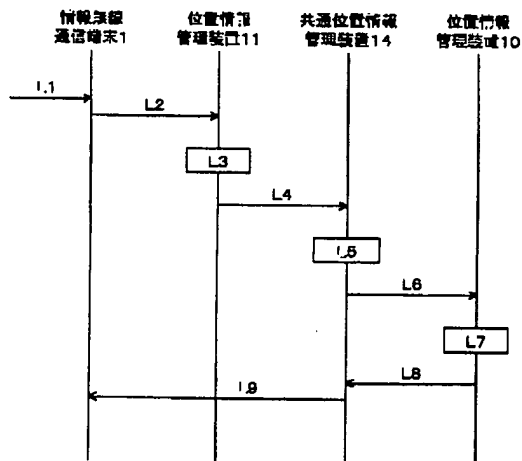 情報無線
通信端末1
位置情報
管理装置11
共通位置情報
管理装置14
位置情報
管理装置10
L1
L2
L3
L4
L5
L6
L7
L8
L9